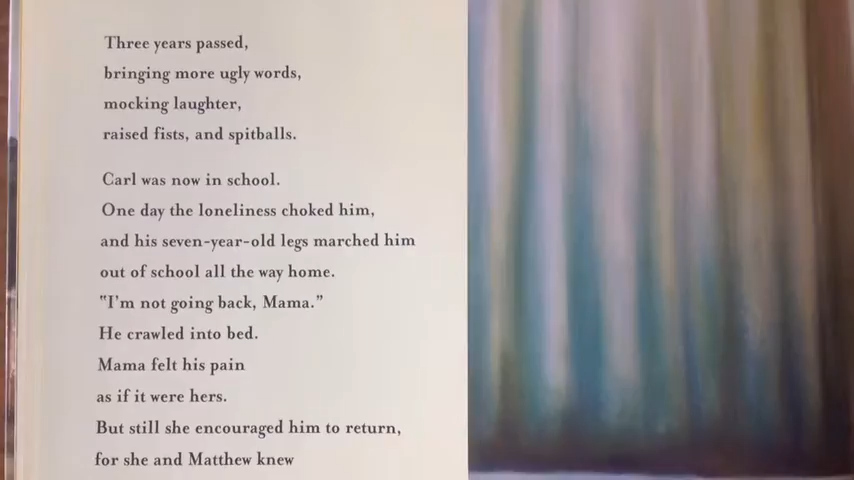 Three years passed,
bringing more ugly words,
mocking laughter,
raised fists, and spitballs.
Carl was now in school.
One day the loneliness choked him,
and his seven-year-old legs marched him
out of school all the way home.
"I'm not going back, Mama."
He crawled into bed.
Mama felt his pain
as if it were hers.
But still she encouraged him to return,
for she and Matthew knew